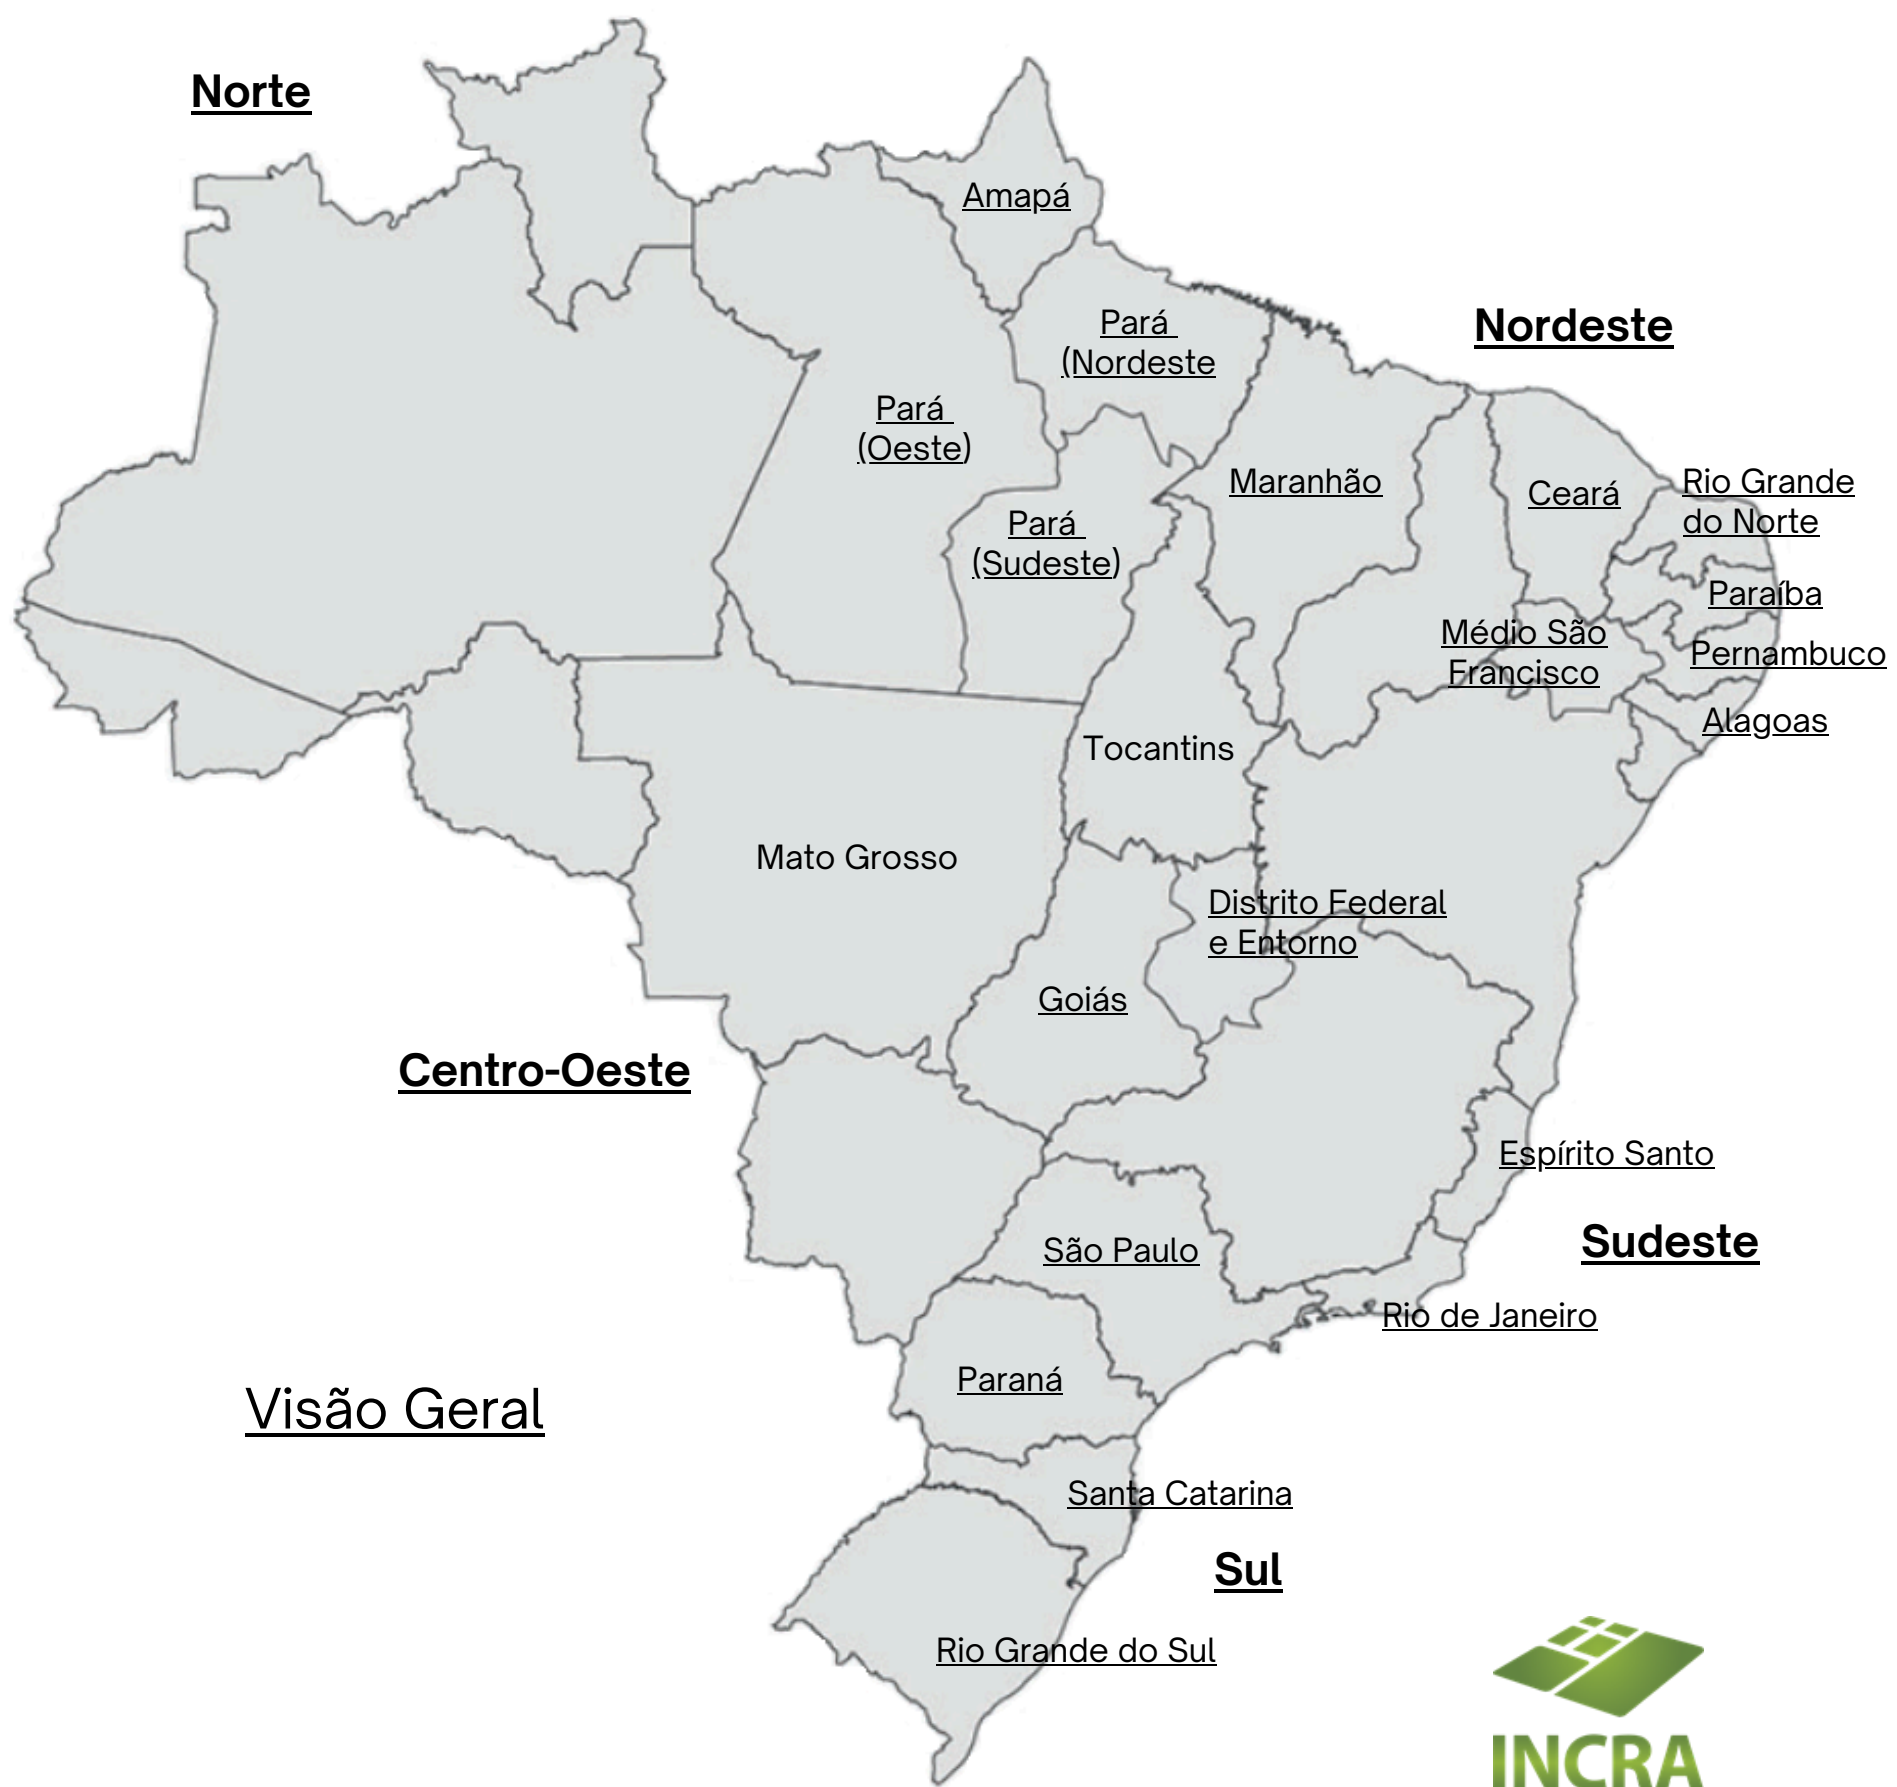 Norte
Amapá
Pará
(Nordeste
Nordeste
Pará
(Oeste)
Maranhão
Ceará
Rio Grande
do Norte
Pará
(Sudeste)
Paraíba
Médio São
Francisco
Pernambuco
Alagoas
Tocantins
Mato Grosso
Distrito Federal
e Entorno
Goiás
Centro-Oeste
Espírito Santo
São Paulo
Sudeste
Rio de Janeiro
Paraná
Visão Geral
Santa Catarina
Sul
Rio Grande do Sul
INCRA